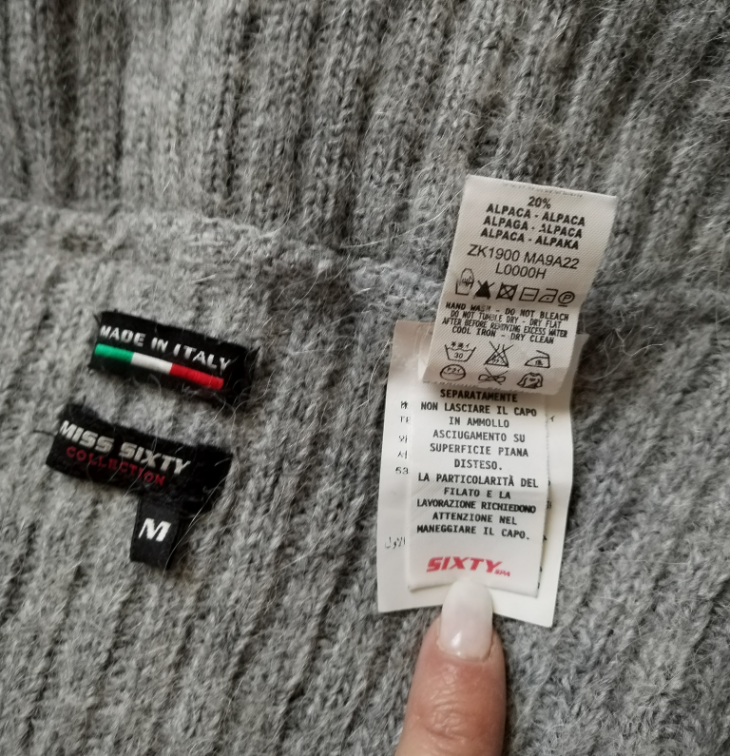 MADE IN ITALY
MISS SIXTY
COLLECTION
M
20%
ALPACA - ALPACA
ALPAGA - ALPACA
ALPACA - ALPAKA
ZK1900 MA9A22
L0000H
HAND WASH - DO NOT BLEACH
DO NOT TUMBLE DRY - DRY FLAT
AFTER REMOVING EXCESS WATER
COOL IRON - DRY CLEAN
30
SEPARATAMENTE
NON LASCIARE IL CAPO
IN AMMOLLO
ASCIUGAMENTO SU
SUPERFICIE PIANA
DISTESO.
LA PARTICOLARITÀ DEL
FILATO E LA
LAVORAZIONE RICHIEDONO
ATTENZIONE NEL
MANEGGIARE IL CAPO.
SIXTY
53